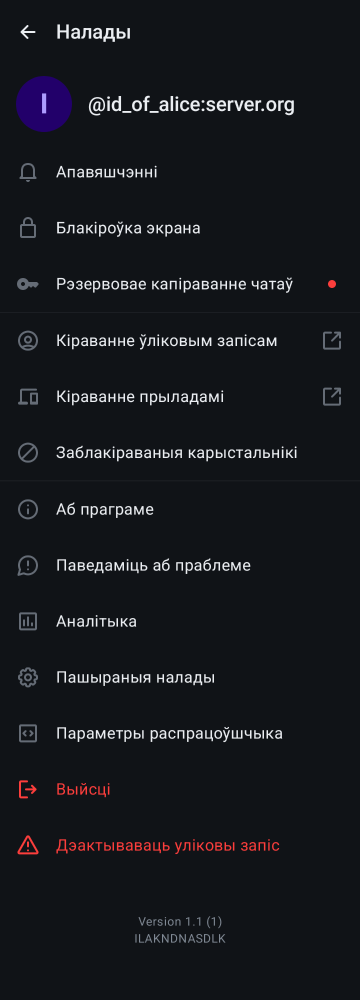 Налады
I
@id_of_alice:server.org
Апавяшчэнні
Блакіроўка экрана
Рэзервовае капіраванне чатаў
Кіраванне ўліковым запісам
Кіраванне прыладамі
Заблакіраваныя карыстальнікі
Аб праграме
Паведаміць аб праблеме
Аналітыка
Пашыраныя налады
Параметры распрацоўшчыка
Выйсці
Дэактываваць уліковы запіс
Version 1.1 (1)
ILAKNDNASDLK